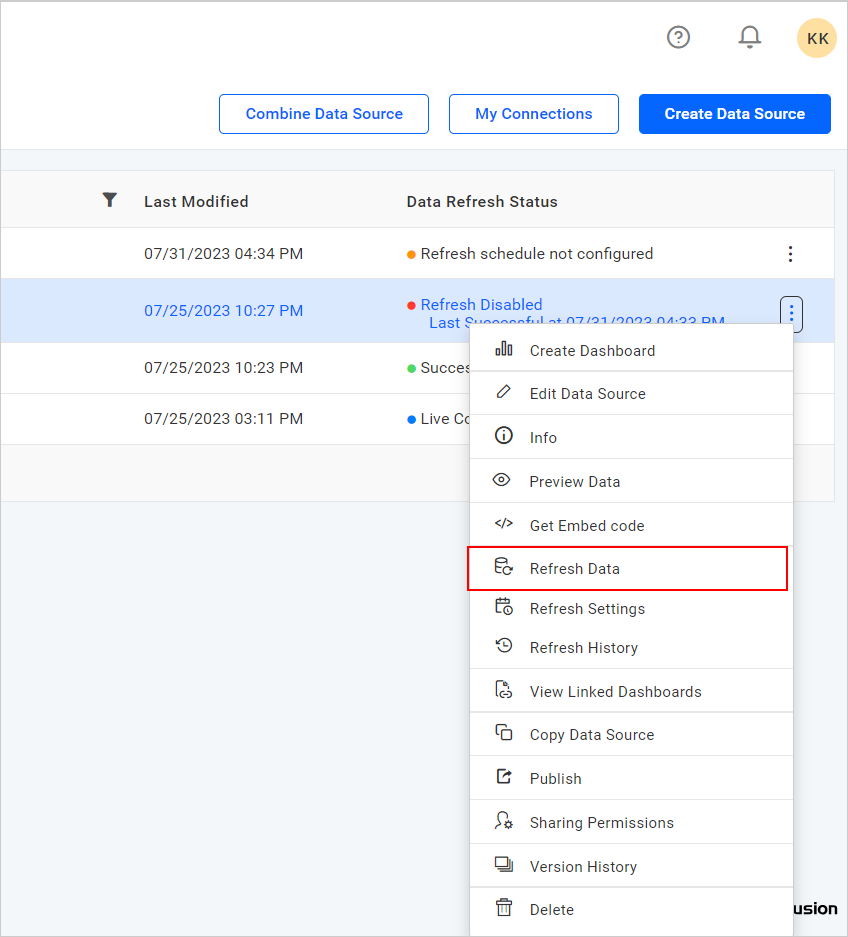 KK
Combine Data Source
My Connections
Create Data Source
Last Modified
Data Refresh Status
07/31/2023 04:34 PM
Refresh schedule not configured
07/25/2023 10:27 PM
Refresh Disabled
Last Successful at 07/31/2023 04:33 PM
07/25/2023 10:23 PM
Succes
07/25/2023 03:11 PM
Live Co
Create Dashboard
Edit Data Source
Info
Preview Data
Get Embed code
Refresh Data
Refresh Settings
Refresh History
View Linked Dashboards
Copy Data Source
Publish
Sharing Permissions
Version History
Delete
usion